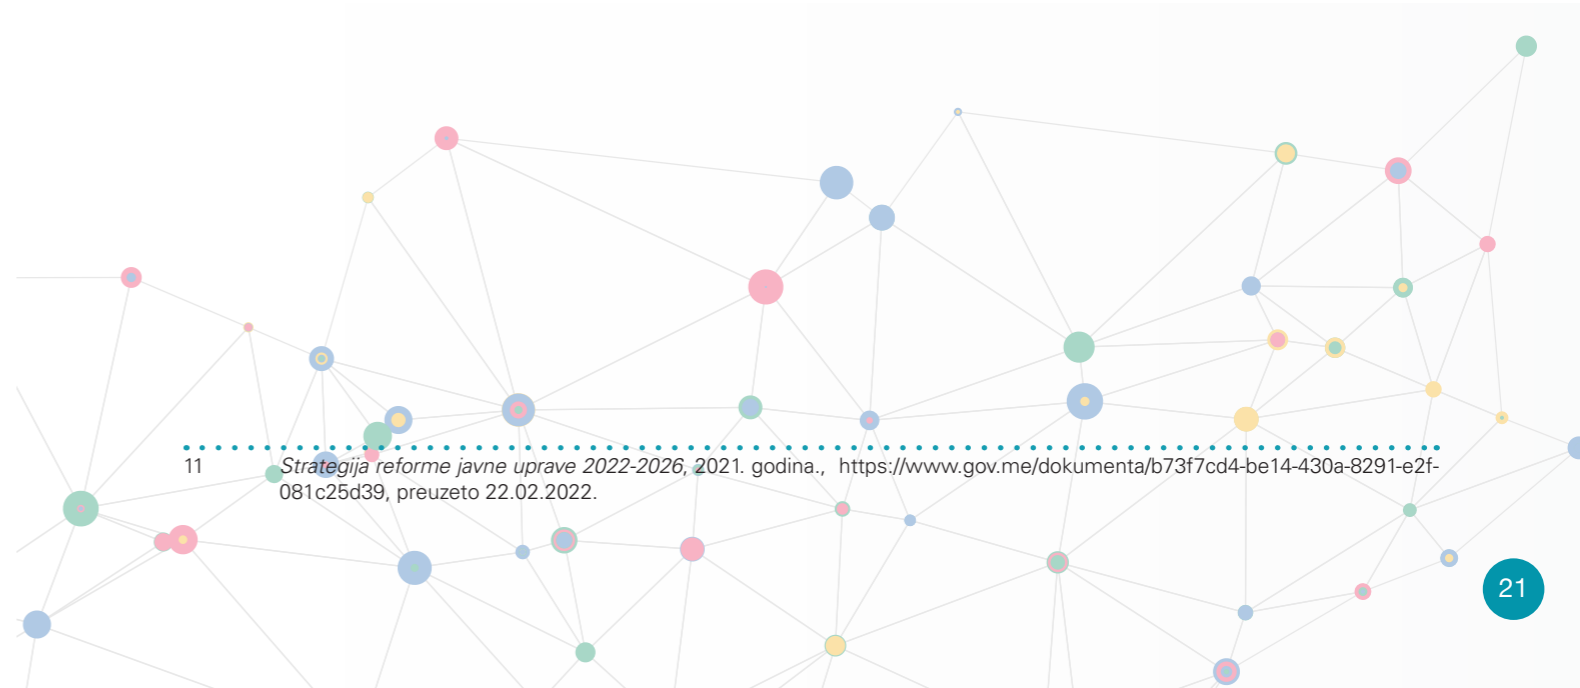 11 Strategija reforme javne uprave 2022-2026, 2021. godina., https://www.gov.me/dokumenta/b73f7cd4-be14-430a-8291-e2f-
081c25d39, preuzeto 22.02.2022.
21